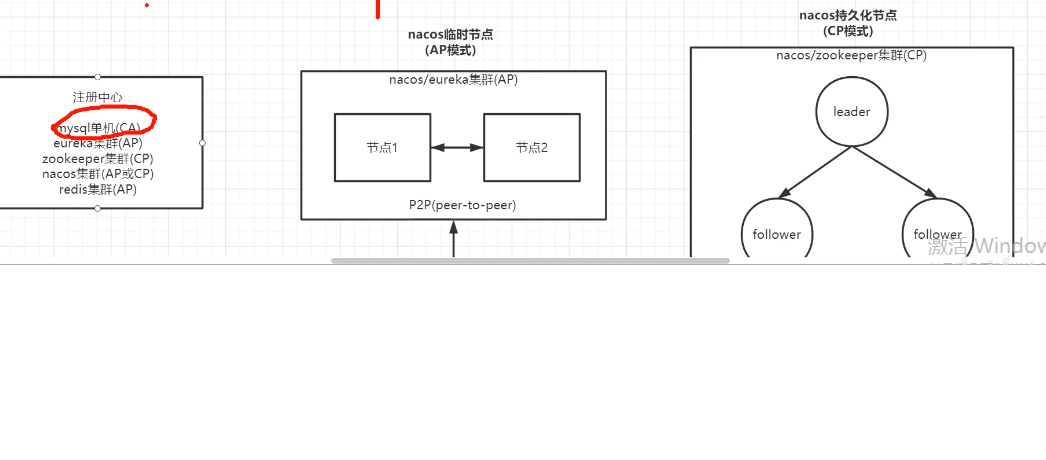 注册中心
mysql单机(CA)
eureka集群(AP)
zookeeper集群(CP)
nacos集群(AP或CP)
redis集群(AP)
nacos临时节点
(AP模式)
nacos/eureka集群(AP)
节点1
节点2
P2P(peer-to-peer)
nacos持久化节点
(CP模式)
nacos/zookeeper集群(CP)
leader
follower
follower
激活 Window